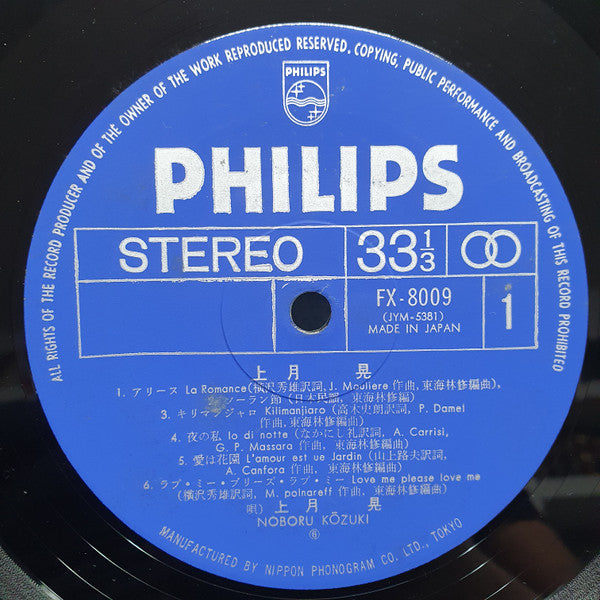 ALL RIGHTS OF THE RECORD PRODUCER AND OF THE OWNER OF THE WORK REPRODUCED RESERVED. COPYING, PUBLIC PERFORMANCE AND BROADCASTING OF THIS RECORD PROHIBITED
PHILIPS
PHILIPS
STEREO 33 1/3
FX-8009 1
(JYM-5381)
MADE IN JAPAN
上月 晃
1. アリース La Romance(横沢秀雄訳詞, J. Mouliere 作曲, 東海林修編曲),
ソーラン節 (日本民謡, 東海林修編)
3. キリマンジャロ Kilimanjaro (高木史朗訳詞, P. Damel
作曲, 東海林修編曲)
4. 夜の私 Io di notte (なかにし礼訳詞, A. Carrisi,
G. P. Massara 作曲, 東海林修編曲)
5. 愛は花園 L'amour est ue Jardin (山上路夫訳詞,
A. Canfora 作曲, 東海林修編曲)
6. ラブ・ミー・プリーズ・ラブ・ミー Love me please love me
(横沢秀雄訳詞, M. polnareff 作曲, 東海林修編曲)
唄) 上月 晃
NOBORU KŌZUKI
MANUFACTURED BY NIPPON PHONOGRAM CO. LTD., TOKYO